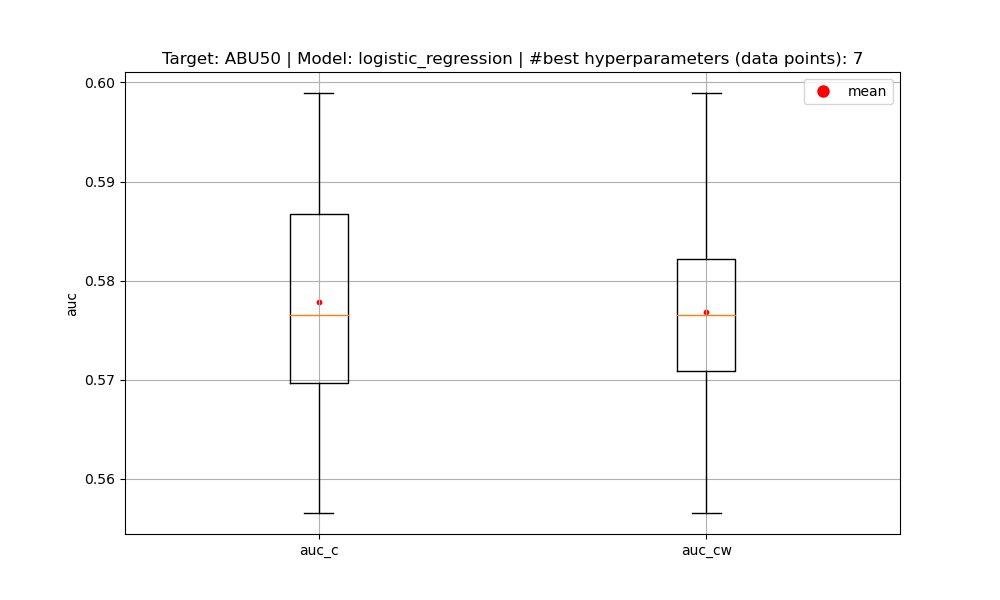 Target: ABU50 | Model: logistic_regression | #best hyperparameters (data points): 7
0.60
mean
0.59
0.58
auc
0.57
0.56
auc_c
auc_cw